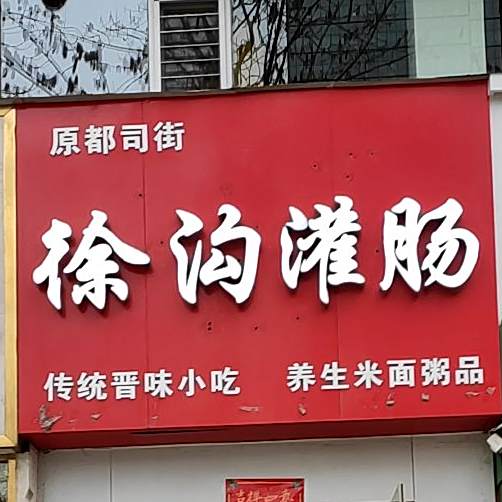 原都司街
徐沟灌肠
传统晋味小吃 养生米面粥品